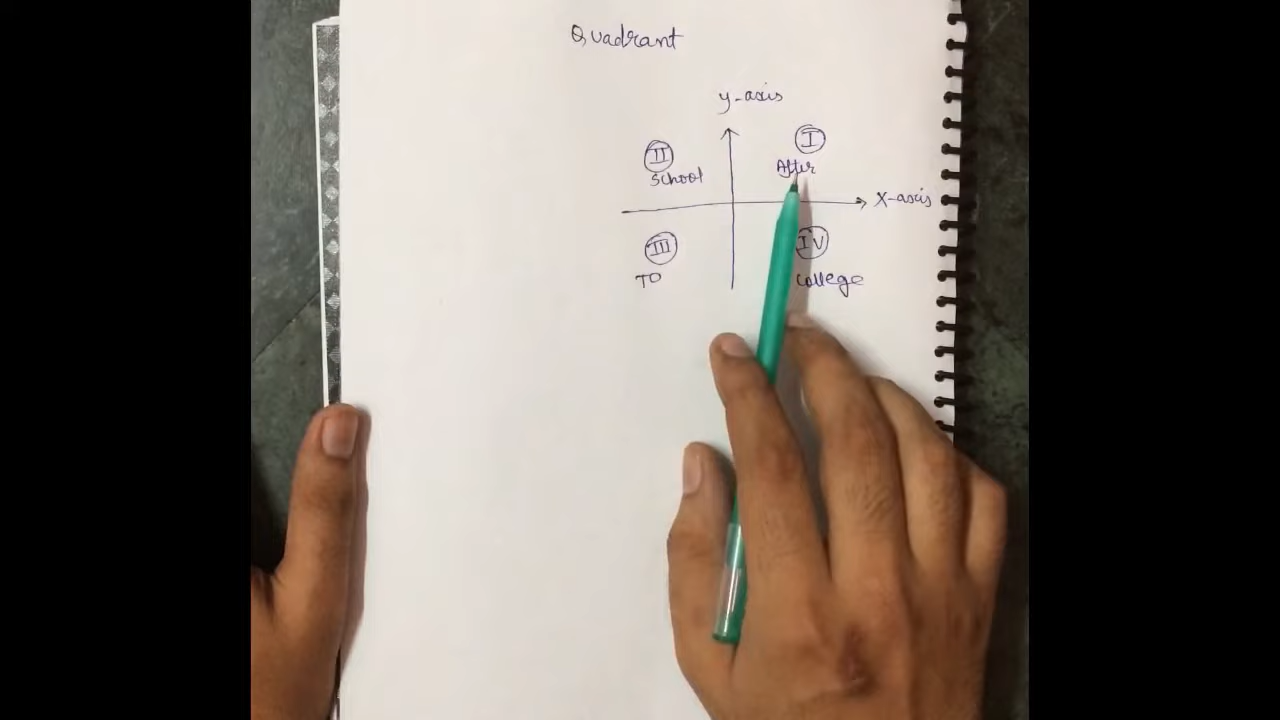 Quadrant
y-axis
II
I
School
After
X-axis
III
IV
TO
College